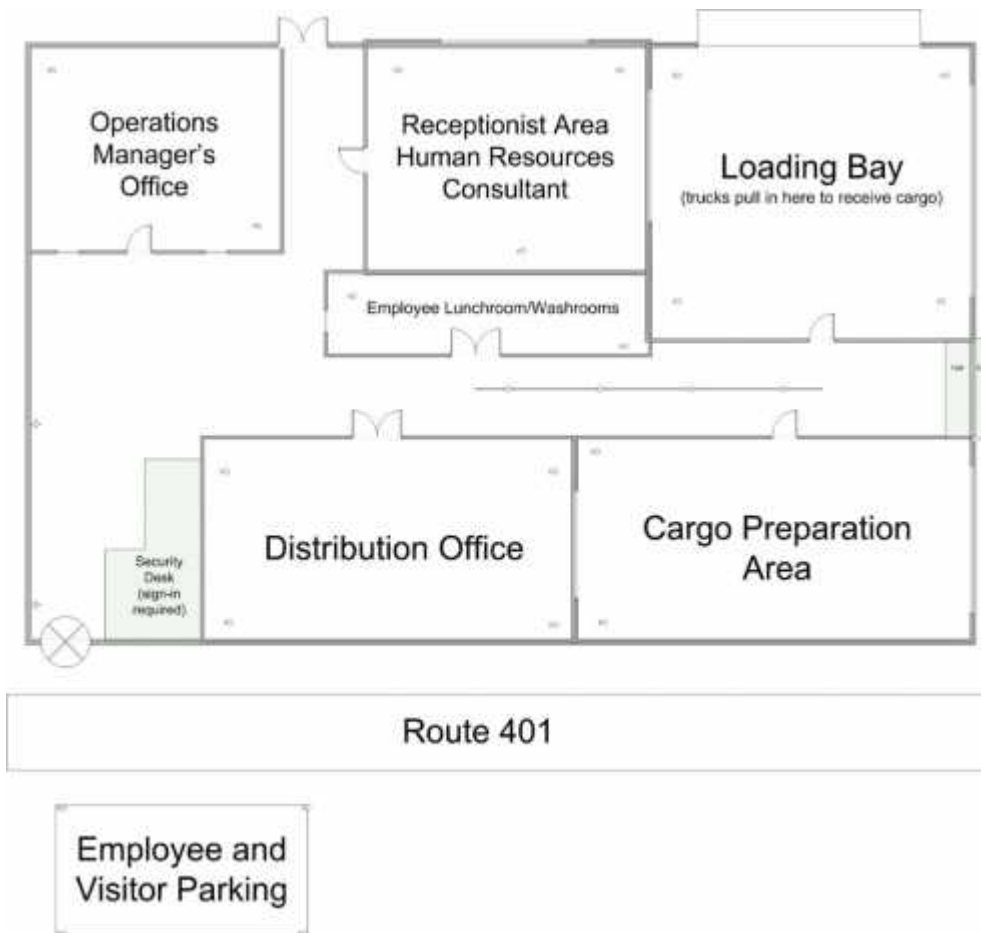 Operations
Manager's
Office
Receptionist Area
Human Resources
Consultant
Loading Bay
(trucks pull in here to receive cargo)
Employee Lunchroom/Washrooms
Security
Desk
(sign-in
required)
Distribution Office
Cargo Preparation
Area
Route 401
Employee and
Visitor Parking